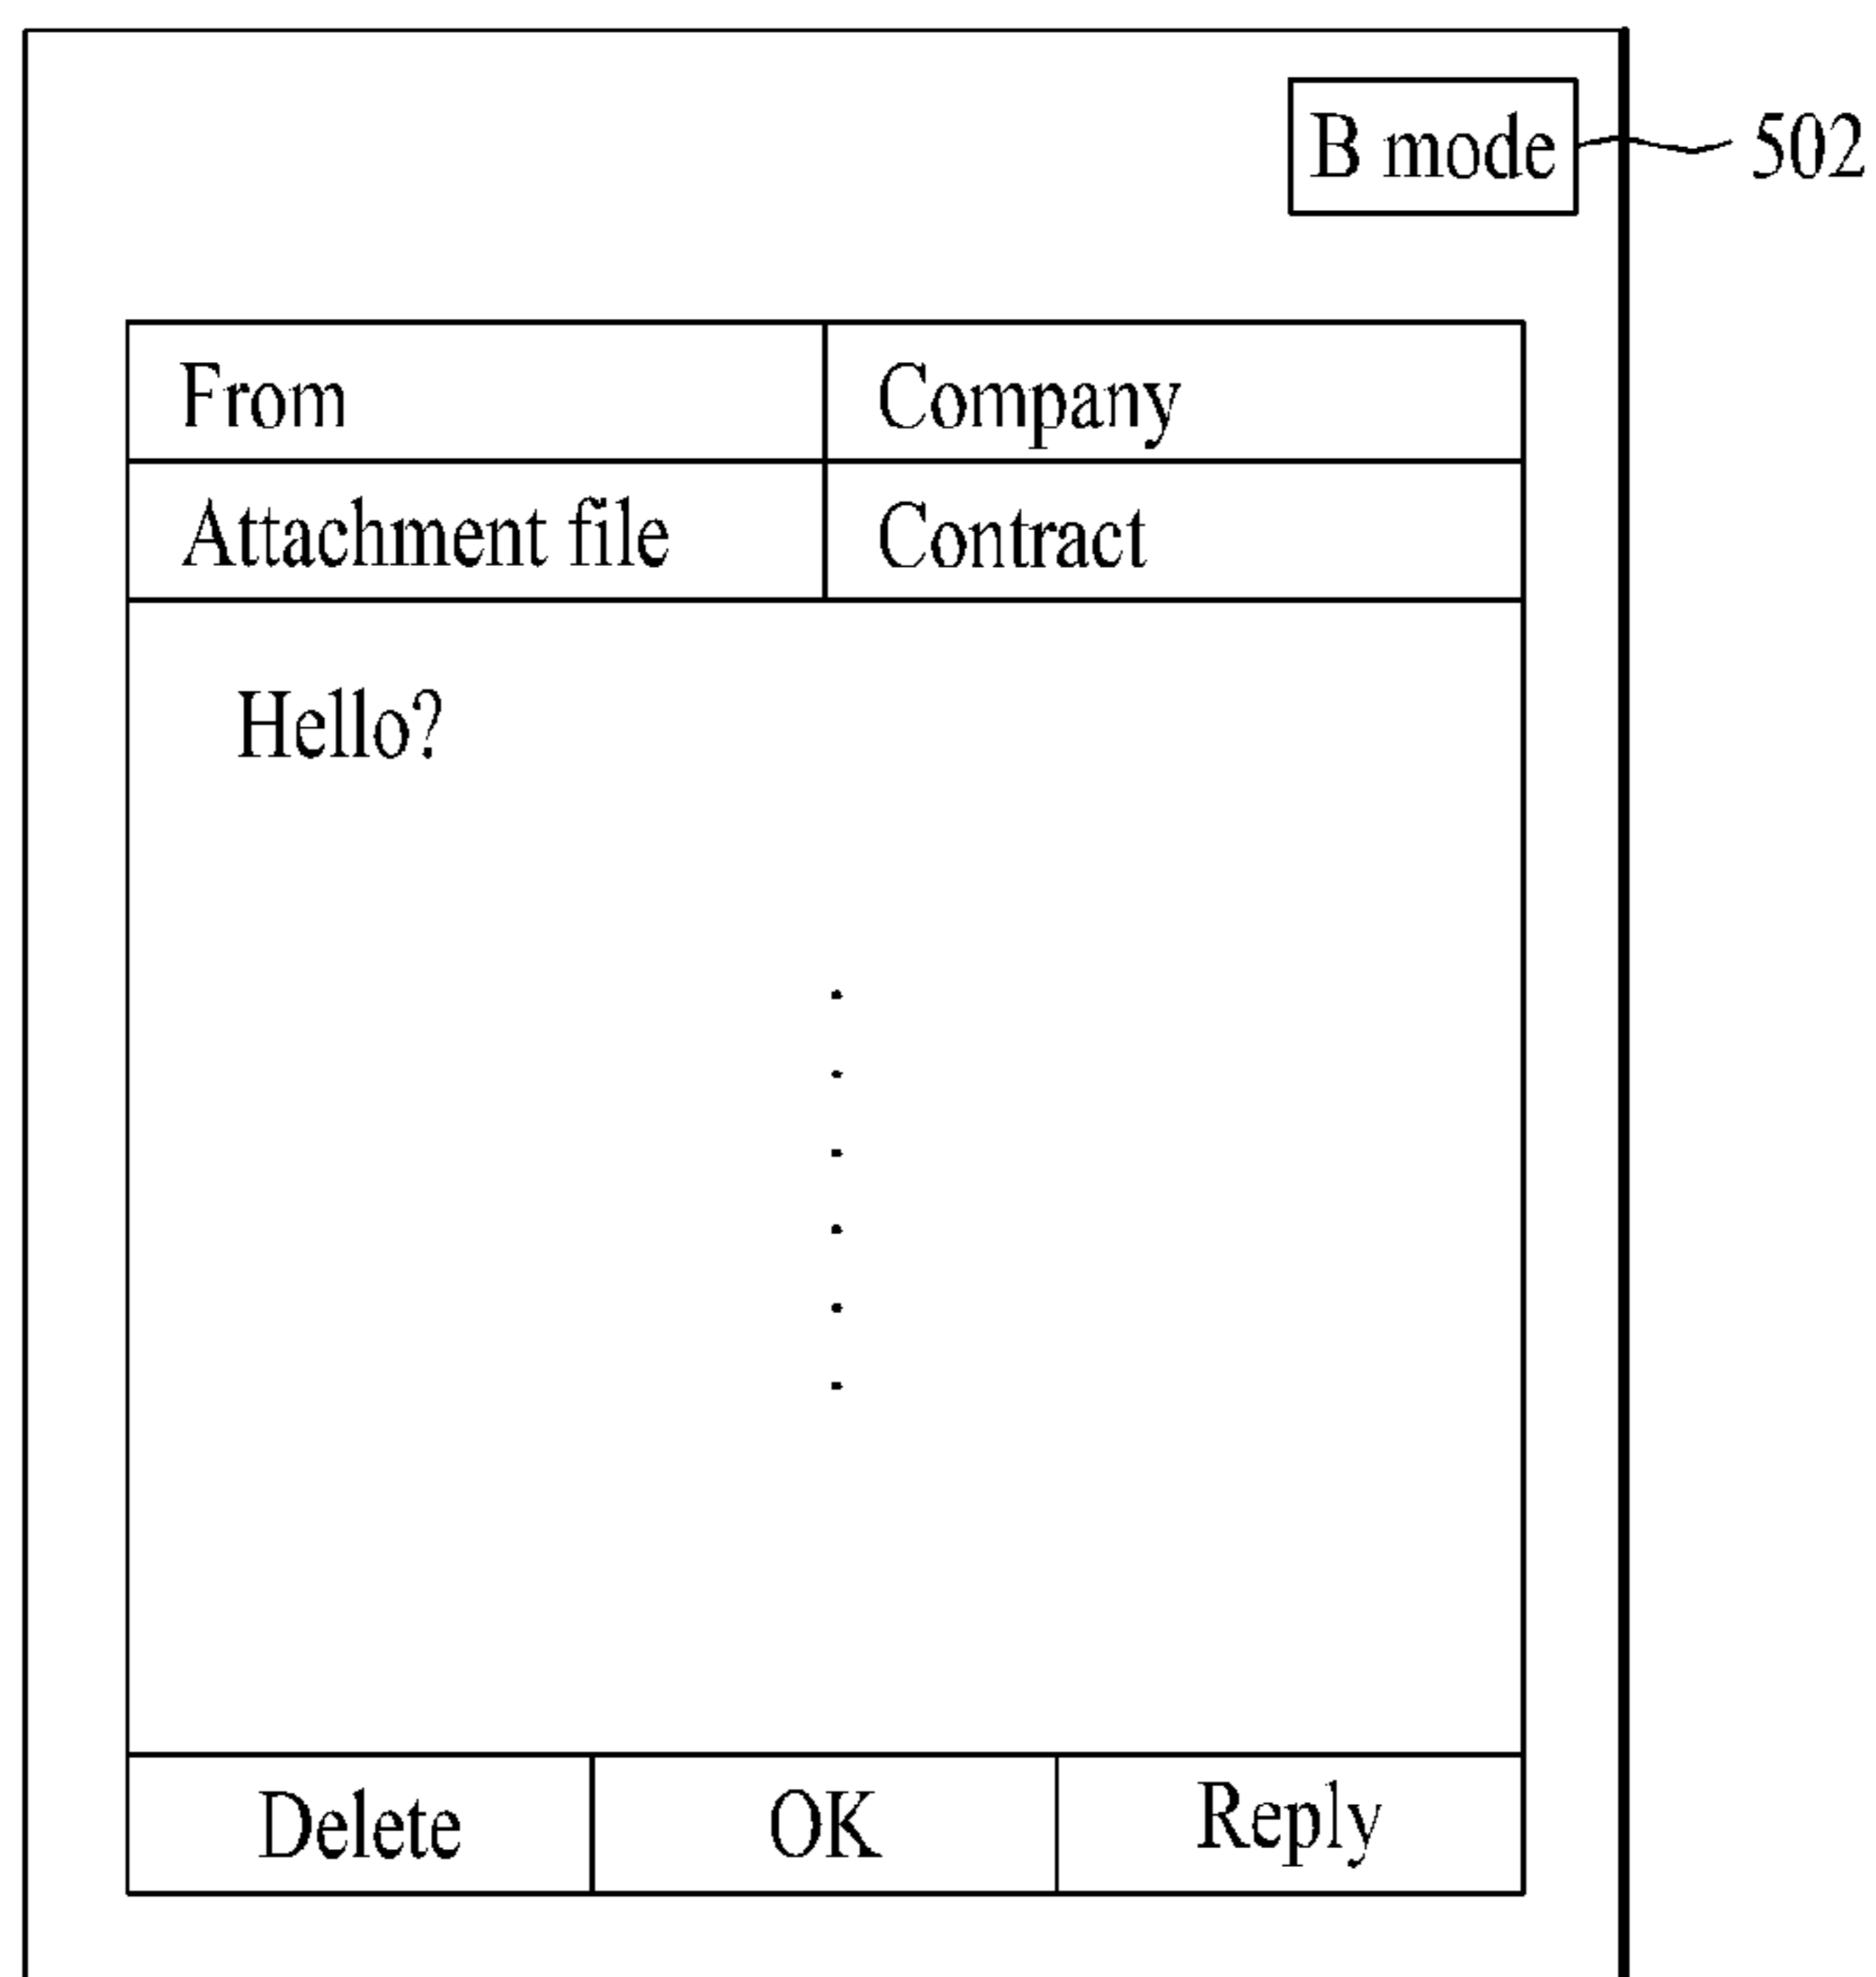 B mode 502
From Company
Attachment file Contract
Hello?
Delete OK Reply